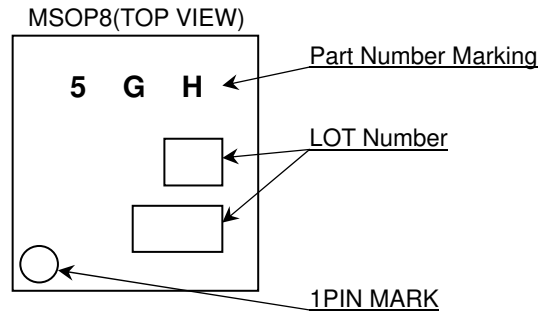 MSOP8(TOP VIEW)
Part Number Marking
5 G H
LOT Number
1PIN MARK